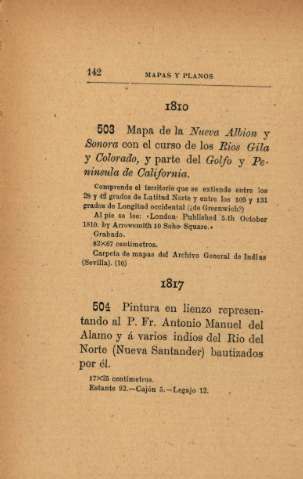 142
MAPAS Y PLANOS
1810
503 Mapa de la Nueva Albion y
Sonora con el curso de los Rios Gila
y Colorado, y parte del Golfo y Pe-
nínsula de California.
Comprende el territorio que se extiende entre los
28 y 42 grados de Latitud Norte y entre los 105 y 131
grados de Longitud occidental (¿de Greenwich?)
Al pie se lee: «London· Published 5.th October
1810. by Arrowsmith 10 Soho· Square.»
Grabado.
82×67 centímetros.
Carpeta de mapas del Archivo General de Indias
(Sevilla). (16)
1817
504 Pintura en lienzo represen-
tando al P. Fr. Antonio Manuel del
Alamo y á varios indios del Rio del
Norte (Nueva Santander) bautizados
por él.
17×25 centímetros.
Estante 92.—Cajón 5.—Legajo 12.